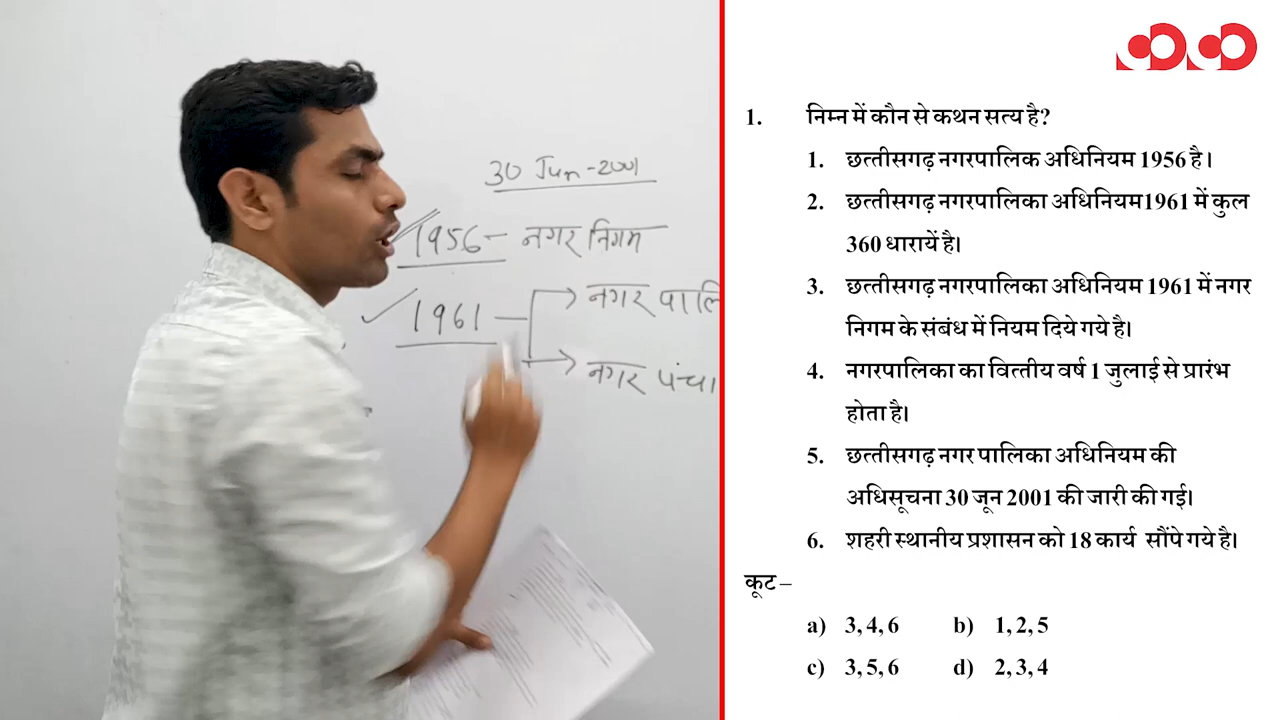 30 Jun-2001
1956 - नगर निगम
1961
नगर पालि
नगर पंचा
1. निम्न में कौन से कथन सत्य है?
1. छत्तीसगढ़ नगरपालिक अधिनियम 1956 है।
2. छत्तीसगढ़ नगरपालिका अधिनियम1961 में कुल
360 धारायें है।
3. छत्तीसगढ़ नगरपालिका अधिनियम 1961 में नगर
निगम के संबंध में नियम दिये गये है।
4. नगरपालिका का वित्तीय वर्ष 1 जुलाई से प्रारंभ
होता है।
5. छत्तीसगढ़ नगर पालिका अधिनियम की
अधिसूचना 30 जून 2001 की जारी की गई।
6. शहरी स्थानीय प्रशासन को 18 कार्य सौंपे गये है।
कूट–
a) 3, 4, 6 b) 1, 2, 5
c) 3, 5, 6 d) 2, 3, 4